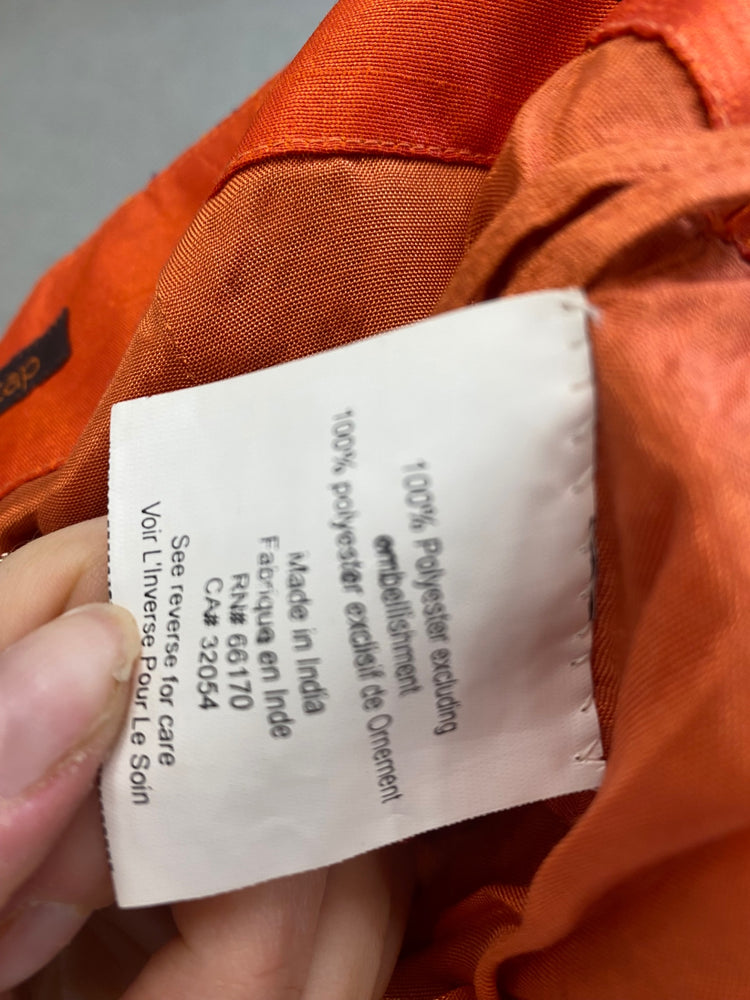 100% Polyester excluding
embellishment
100% polyester exclisif de Ornement
Made in India
Fabriqua en Inde
RN# 66170
CA# 32054
See reverse for care
Voir L'Inverse Pour Le Soin